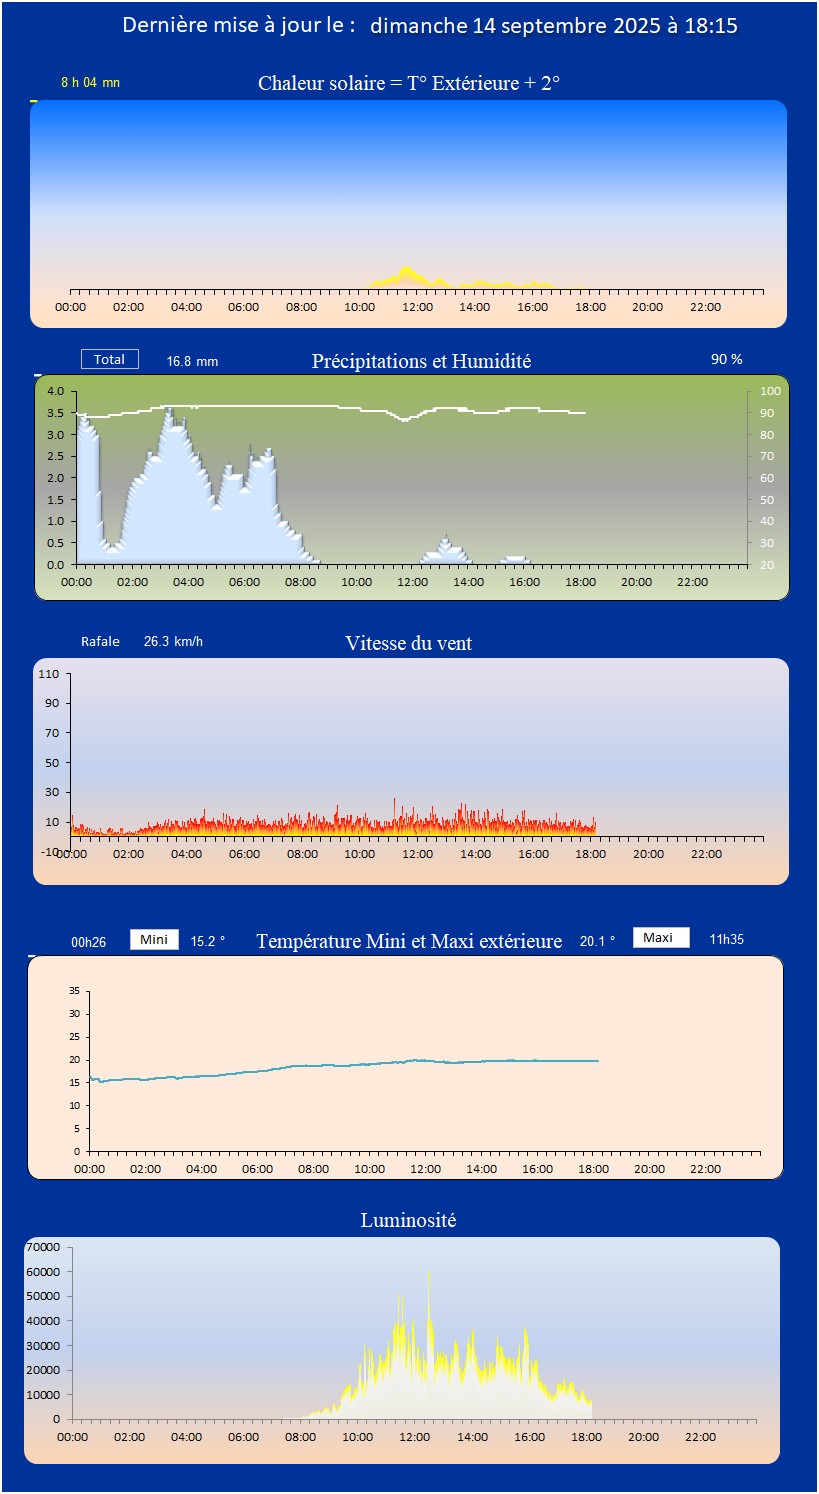 Dernière mise à jour le : dimanche 14 septembre 2025 à 18:15
8 h 04 mn Chaleur solaire = T° Extérieure + 2°
00:00 02:00 04:00 06:00 08:00 10:00 12:00 14:00 16:00 18:00 20:00 22:00
Total 16.8 mm Précipitations et Humidité 90 %
4.0 100
3.5 90
3.0 80
2.5 70
2.0 60
1.5 50
1.0 40
0.5 30
0.0 20
00:00 02:00 04:00 06:00 08:00 10:00 12:00 14:00 16:00 18:00 20:00 22:00
Rafale 26.3 km/h Vitesse du vent
110
90
70
50
30
10
-10
00:00 02:00 04:00 06:00 08:00 10:00 12:00 14:00 16:00 18:00 20:00 22:00
00h26 Mini 15.2 ° Température Mini et Maxi extérieure 20.1 ° Maxi 11h35
35
30
25
20
15
10
5
0
00:00 02:00 04:00 06:00 08:00 10:00 12:00 14:00 16:00 18:00 20:00 22:00
Luminosité
70000
60000
50000
40000
30000
20000
10000
0
00:00 02:00 04:00 06:00 08:00 10:00 12:00 14:00 16:00 18:00 20:00 22:00